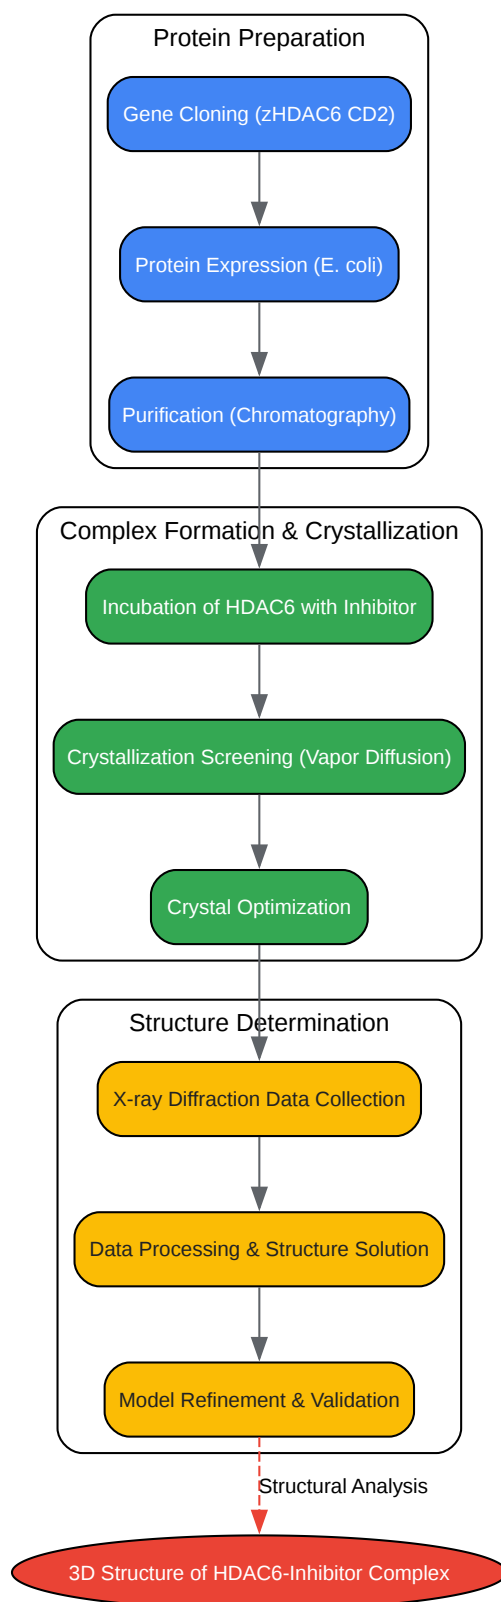 Protein Preparation
Gene Cloning (zHDAC6 CD2)
Protein Expression (E. coli)
Purification (Chromatography)
Complex Formation & Crystallization
Incubation of HDAC6 with Inhibitor
Crystallization Screening (Vapor Diffusion)
Crystal Optimization
Structure Determination
X-ray Diffraction Data Collection
Data Processing & Structure Solution
Model Refinement & Validation
Structural Analysis
3D Structure of HDAC6-Inhibitor Complex